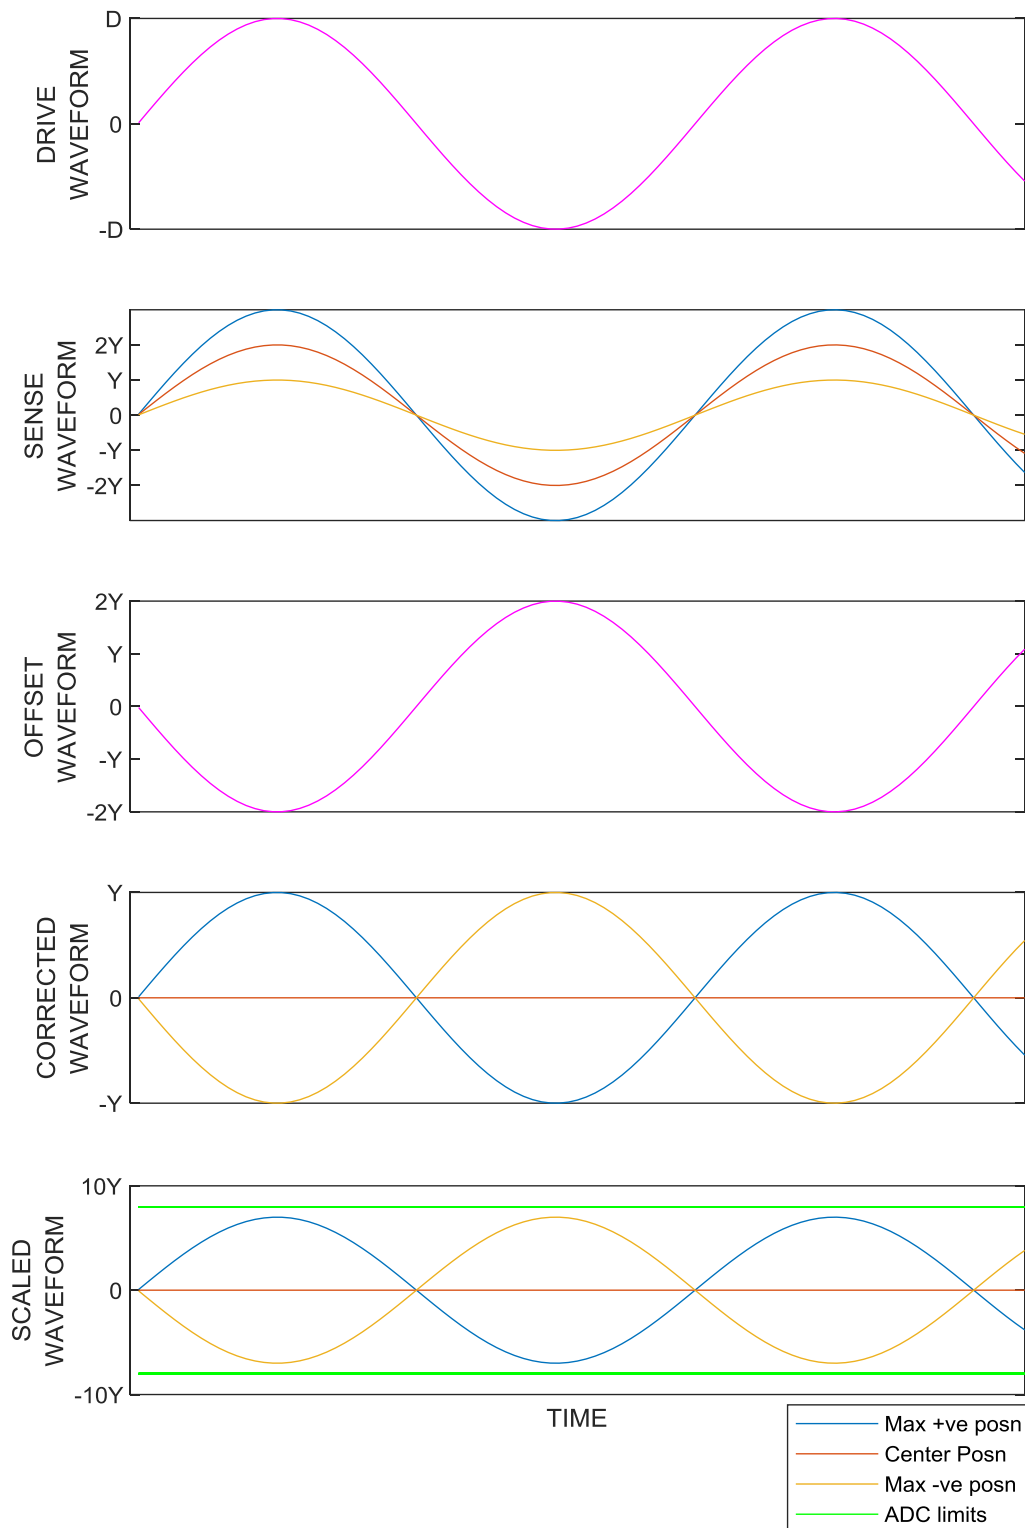 D
0
-D
DRIVE
WAVEFORM
2Y
Y
0
-Y
-2Y
SENSE
WAVEFORM
2Y
Y
0
-Y
-2Y
OFFSET
WAVEFORM
Y
0
-Y
CORRECTED
WAVEFORM
10Y
0
-10Y
SCALED
WAVEFORM
TIME
Max +ve posn
Center Posn
Max -ve posn
ADC limits